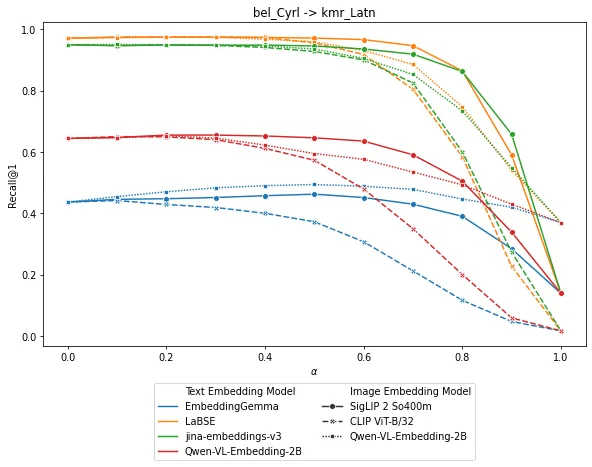 bel_Cyrl -> kmr_Latn
1.0
0.8
0.6
0.4
0.2
0.0
Recall@1
0.0 0.2 0.4 0.6 0.8 1.0
α
Text Embedding Model
EmbeddingGemma
LaBSE
jina-embeddings-v3
Qwen-VL-Embedding-2B
Image Embedding Model
SigLIP 2 So400m
CLIP ViT-B/32
Qwen-VL-Embedding-2B